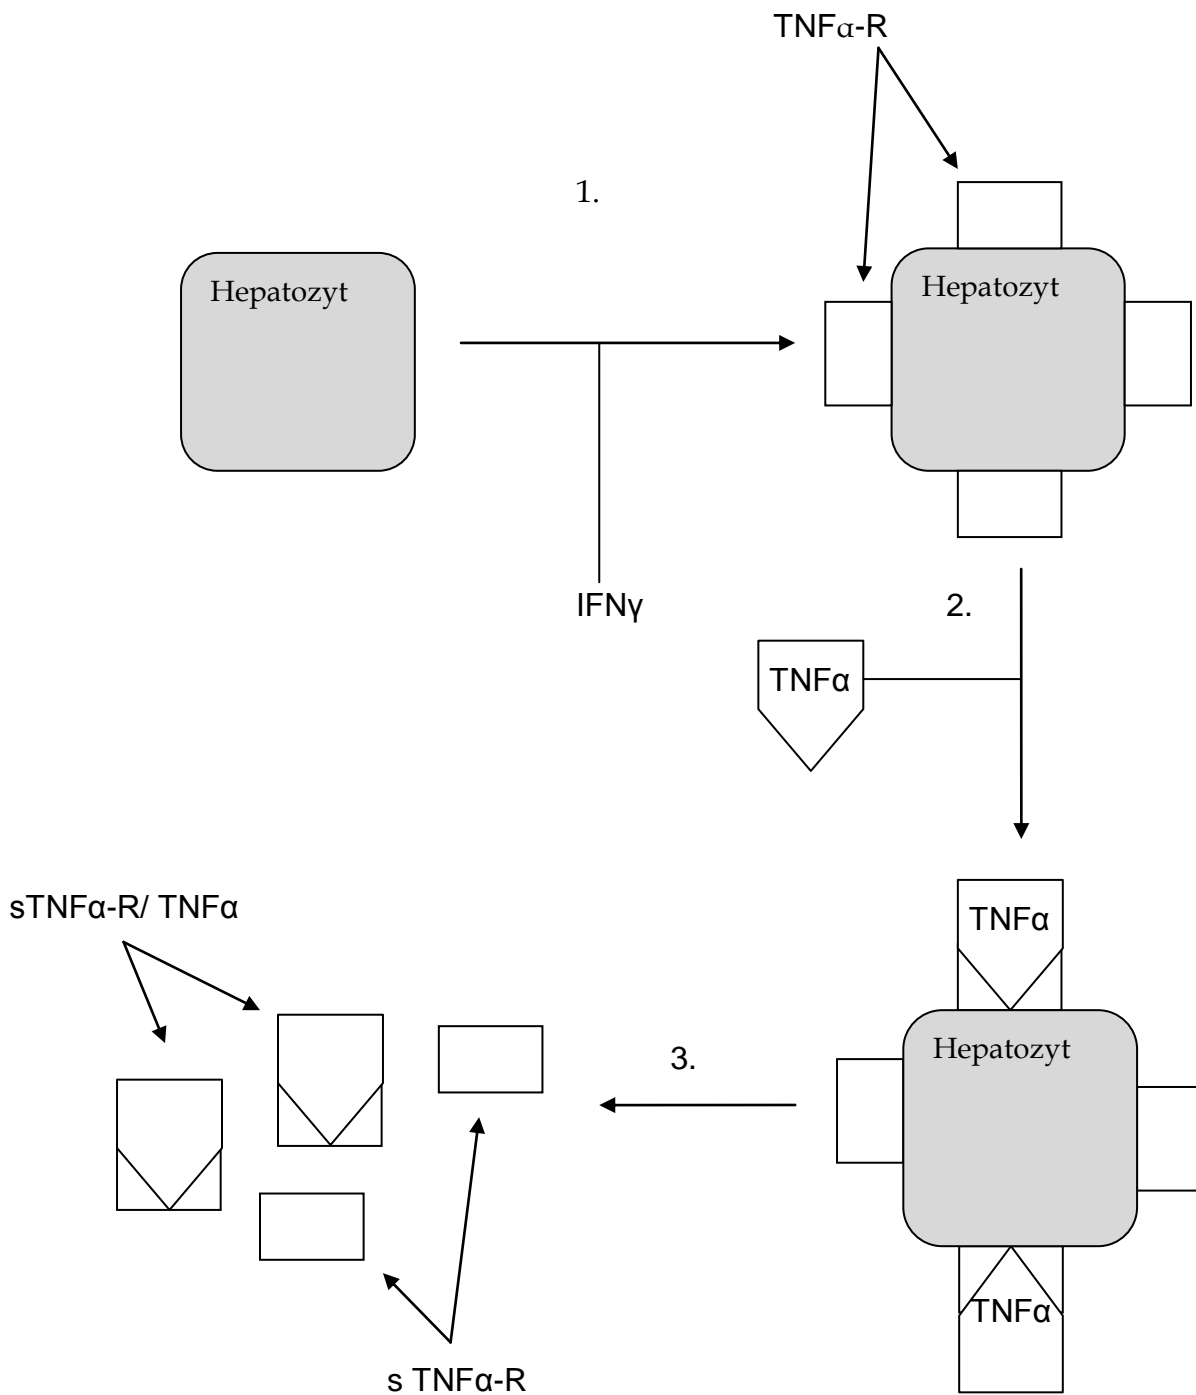 TNFα-R
1.
Hepatozyt
Hepatozyt
IFNγ
2.
TNFα
sTNFα-R/ TNFα
TNFα
3.
Hepatozyt
TNFα
s TNFα-R